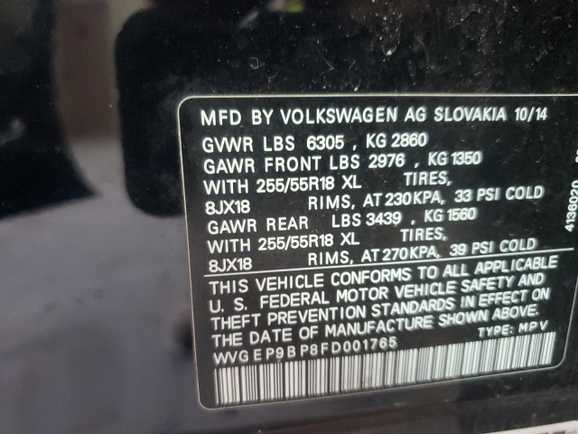 MFD BY VOLKSWAGEN AG SLOVAKIA 10/14
GVWR LBS 6305, KG 2860
GAWR FRONT LBS 2976, KG 1350
WITH 255/55R18 XL TIRES,
8JX18 RIMS, AT 230KPA, 33 PSI COLD
GAWR REAR LBS 3439, KG 1560
WITH 255/55R18 XL TIRES,
8JX18 RIMS, AT 270KPA, 39 PSI COLD
THIS VEHICLE CONFORMS TO ALL APPLICABLE
U. S. FEDERAL MOTOR VEHICLE SAFETY AND
THEFT PREVENTION STANDARDS IN EFFECT ON
THE DATE OF MANUFACTURE SHOWN ABOVE.
WVGEP9BP8FD001765 TYPE: MPV
4136020